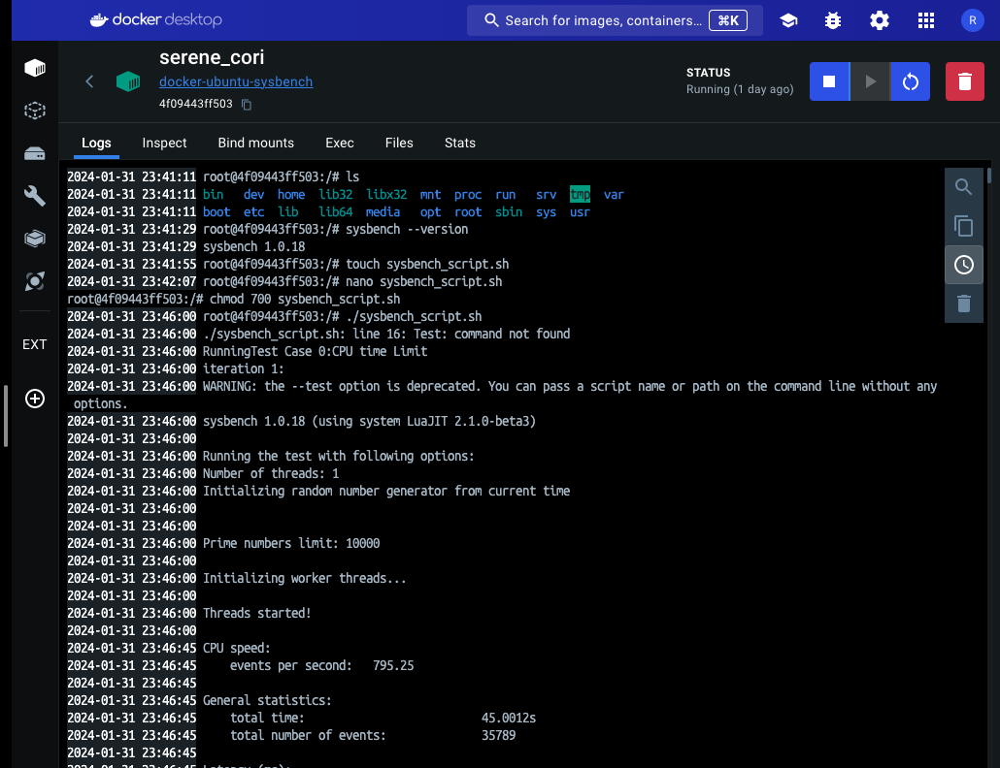 docker desktop
Search for images, containers... ⌘K
R
serene_cori
docker-ubuntu-sysbench
4f09443ff503
STATUS
Running (1 day ago)
Logs Inspect Bind mounts Exec Files Stats
EXT
2024-01-31 23:41:11 root@4f09443ff503:/# ls
2024-01-31 23:41:11 bin dev home lib32 libx32 mnt proc run srv tmp var
2024-01-31 23:41:11 boot etc lib lib64 media opt root sbin sys usr
2024-01-31 23:41:29 root@4f09443ff503:/# sysbench --version
2024-01-31 23:41:29 sysbench 1.0.18
2024-01-31 23:41:55 root@4f09443ff503:/# touch sysbench_script.sh
2024-01-31 23:42:07 root@4f09443ff503:/# nano sysbench_script.sh
root@4f09443ff503:/# chmod 700 sysbench_script.sh
2024-01-31 23:46:00 root@4f09443ff503:/# ./sysbench_script.sh
2024-01-31 23:46:00 ./sysbench_script.sh: line 16: Test: command not found
2024-01-31 23:46:00 RunningTest Case 0:CPU time Limit
2024-01-31 23:46:00 iteration 1:
2024-01-31 23:46:00 WARNING: the --test option is deprecated. You can pass a script name or path on the command line without any
options.
2024-01-31 23:46:00 sysbench 1.0.18 (using system LuaJIT 2.1.0-beta3)
2024-01-31 23:46:00
2024-01-31 23:46:00 Running the test with following options:
2024-01-31 23:46:00 Number of threads: 1
2024-01-31 23:46:00 Initializing random number generator from current time
2024-01-31 23:46:00
2024-01-31 23:46:00
2024-01-31 23:46:00 Prime numbers limit: 10000
2024-01-31 23:46:00
2024-01-31 23:46:00 Initializing worker threads...
2024-01-31 23:46:00
2024-01-31 23:46:00 Threads started!
2024-01-31 23:46:00
2024-01-31 23:46:45 CPU speed:
2024-01-31 23:46:45 events per second: 795.25
2024-01-31 23:46:45
2024-01-31 23:46:45 General statistics:
2024-01-31 23:46:45 total time: 45.0012s
2024-01-31 23:46:45 total number of events: 35789
2024-01-31 23:46:45
2024-01-31 23:46:45 Latency (ms):